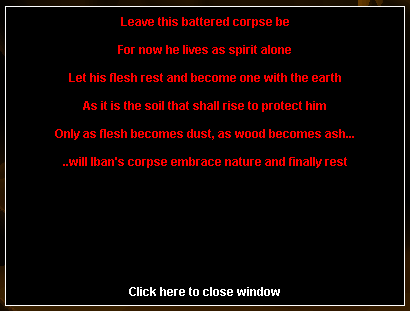 Leave this battered corpse be
For now he lives as spirit alone
Let his flesh rest and become one with the earth
As it is the soil that shall rise to protect him
Only as flesh becomes dust, as wood becomes ash...
..will Iban's corpse embrace nature and finally rest
Click here to close window